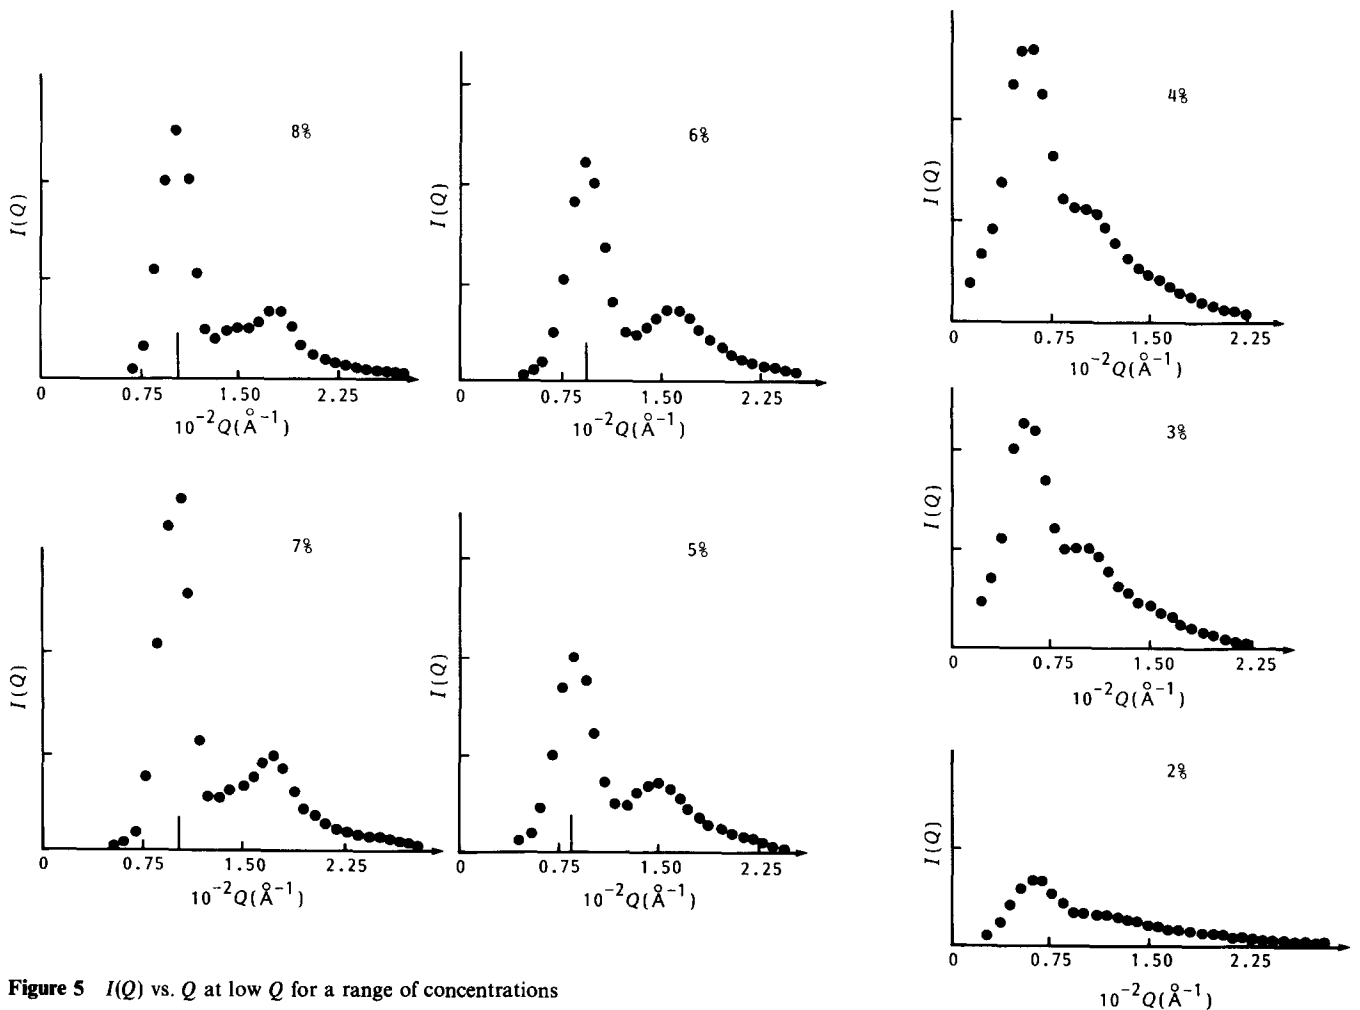 8%
I(Q)
0 0.75 1.50 2.25
10⁻²Q(Å⁻¹)
6%
I(Q)
0 0.75 1.50 2.25
10⁻²Q(Å⁻¹)
4%
I(Q)
0 0.75 1.50 2.25
10⁻²Q(Å⁻¹)
7%
I(Q)
0 0.75 1.50 2.25
10⁻²Q(Å⁻¹)
5%
I(Q)
0 0.75 1.50 2.25
10⁻²Q(Å⁻¹)
3%
I(Q)
0 0.75 1.50 2.25
10⁻²Q(Å⁻¹)
2%
I(Q)
0 0.75 1.50 2.25
10⁻²Q(Å⁻¹)
Figure 5 I(Q) vs. Q at low Q for a range of concentrations